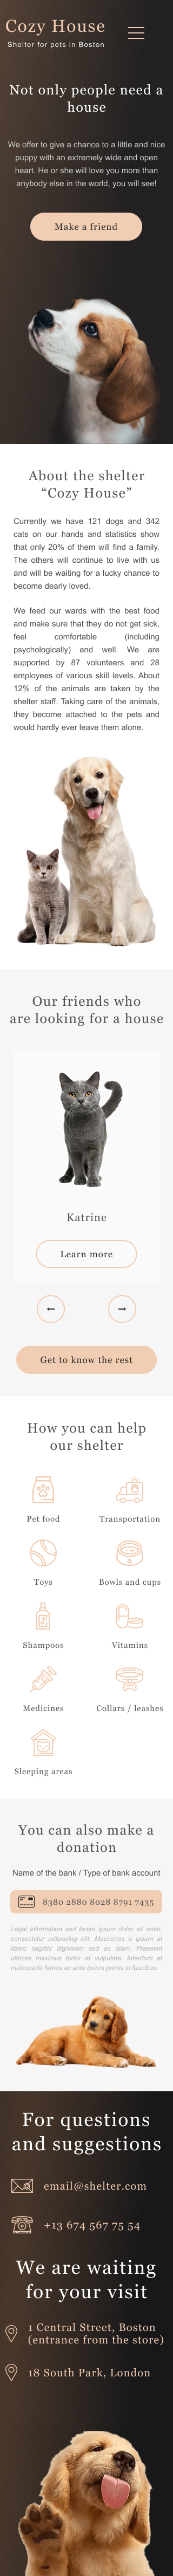 Cozy House
Shelter for pets in Boston
Not only people need a
house
We offer to give a chance to a little and nice
puppy with an extremely wide and open
heart. He or she will love you more than
anybody else in the world, you will see!
Make a friend
About the shelter
“Cozy House”
Currently we have 121 dogs and 342
cats on our hands and statistics show
that only 20% of them will find a family.
The others will continue to live with us
and will be waiting for a lucky chance to
become dearly loved.
We feed our wards with the best food
and make sure that they do not get sick,
feel comfortable (including
psychologically) and well. We are
supported by 87 volunteers and 28
employees of various skill levels. About
12% of the animals are taken by the
shelter staff. Taking care of the animals,
they become attached to the pets and
would hardly ever leave them alone.
Our friends who
are looking for a house
Katrine
Learn more
Get to know the rest
How you can help
our shelter
Pet food
Transportation
Toys
Bowls and cups
Shampoos
Vitamins
Medicines
Collars / leashes
Sleeping areas
You can also make a
donation
Name of the bank / Type of bank account
8380 2880 8028 8791 7435
Legal information and lorem ipsum dolor sit amet,
consectetur adipiscing elit. Maecenas a ipsum at
libero sagittis dignissim sed ac diam. Praesent
ultrices maximus tortor et vulputate. Interdum et
malesuada fames ac ante ipsum primis in faucibus.
For questions
and suggestions
email@shelter.com
+13 674 567 75 54
We are waiting
for your visit
1 Central Street, Boston
(entrance from the store)
18 South Park, London